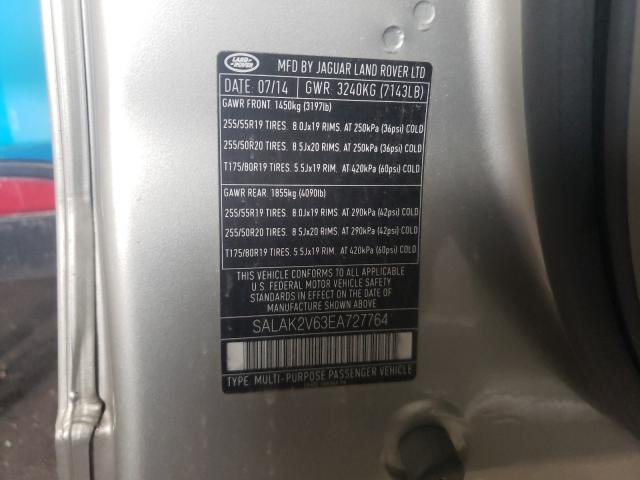 LAND ROVER
MFD BY JAGUAR LAND ROVER LTD
DATE: 07/14 GWR: 3240KG (7143LB)
GAWR FRONT: 1450kg (3197lb)
255/55R19 TIRES. 8.0Jx19 RIMS. AT 250kPa (36psi) COLD
255/50R20 TIRES. 8.5Jx20 RIMS. AT 250kPa (36psi) COLD
T175/80R19 TIRES. 5.5Jx19 RIM. AT 420kPa (60psi) COLD
GAWR REAR: 1855kg (4090lb)
255/55R19 TIRES. 8.0Jx19 RIMS. AT 290kPa (42psi) COLD
255/50R20 TIRES. 8.5Jx20 RIMS. AT 290kPa (42psi) COLD
T175/80R19 TIRES. 5.5Jx19 RIM. AT 420kPa (60psi) COLD
THIS VEHICLE CONFORMS TO ALL APPLICABLE
U.S. FEDERAL MOTOR VEHICLE SAFETY
STANDARDS IN EFFECT ON THE DATE OF
MANUFACTURE SHOWN ABOVE
SALAK2V63EA727764
TYPE: MULTI-PURPOSE PASSENGER VEHICLE